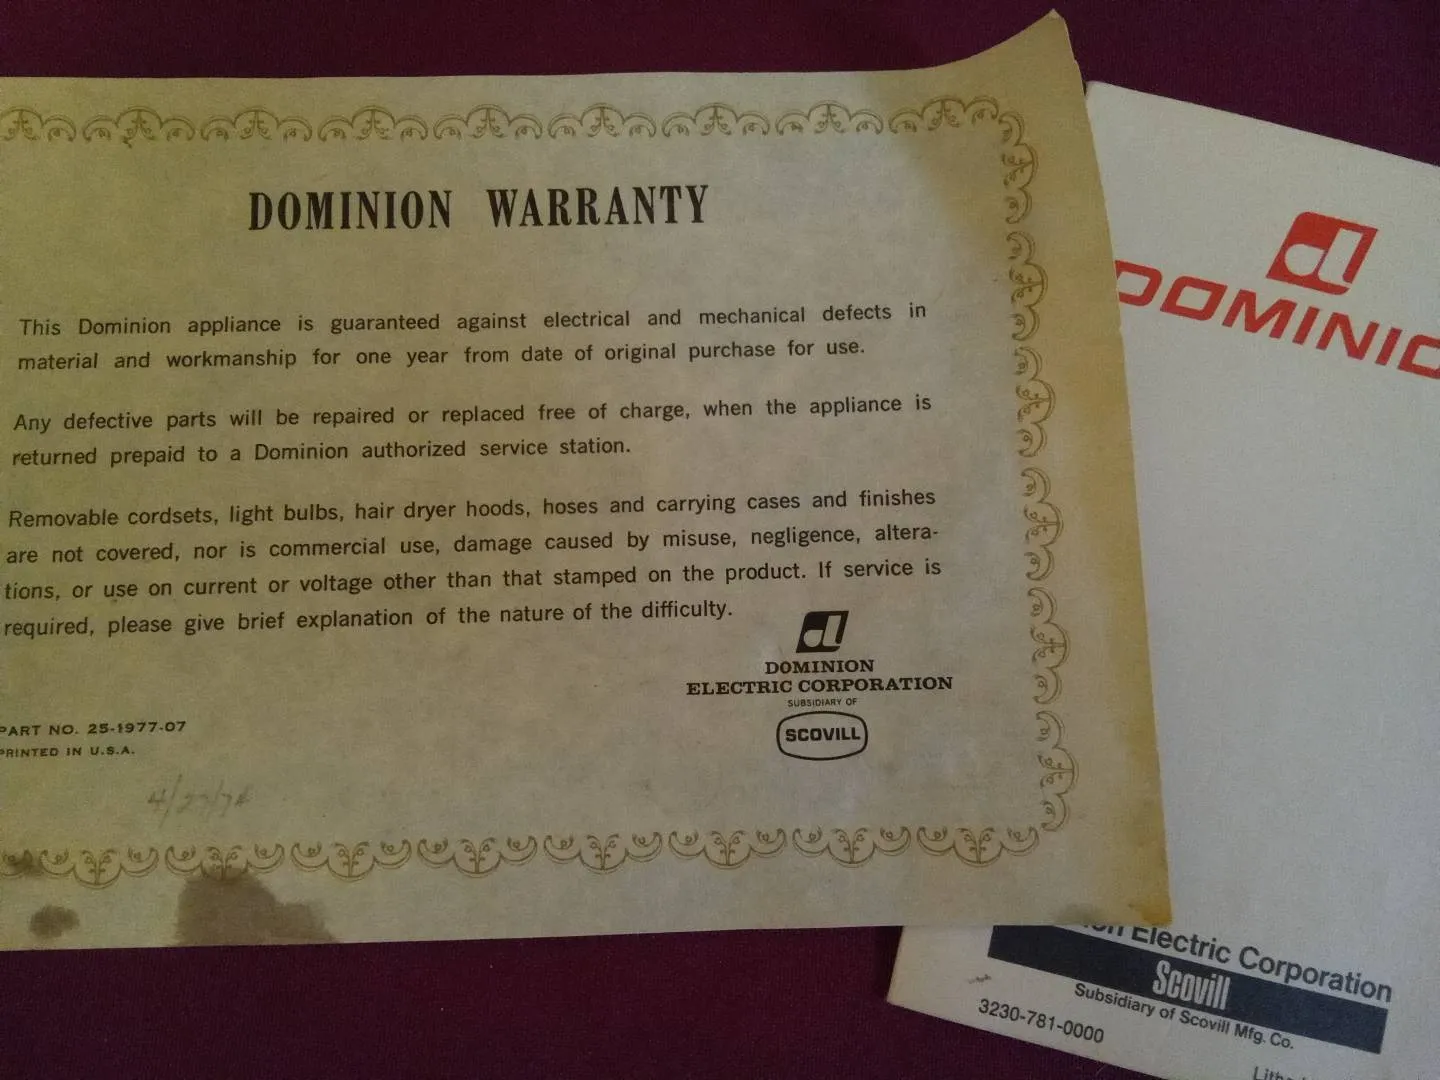 DOMINION WARRANTY
This Dominion appliance is guaranteed against electrical and mechanical defects in
material and workmanship for one year from date of original purchase for use.
Any defective parts will be repaired or replaced free of charge, when the appliance is
returned prepaid to a Dominion authorized service station.
Removable cordsets, light bulbs, hair dryer hoods, hoses and carrying cases and finishes
are not covered, nor is commercial use, damage caused by misuse, negligence, altera-
tions, or use on current or voltage other than that stamped on the product. If service is
required, please give brief explanation of the nature of the difficulty.
DOMINION
ELECTRIC CORPORATION
SUBSIDIARY OF
SCOVILL
PART NO. 25-1977-07
PRINTED IN U.S.A.
DOMINIO
Electric Corporation
Scovill
Subsidiary of Scovill Mfg. Co.
3230-781-0000